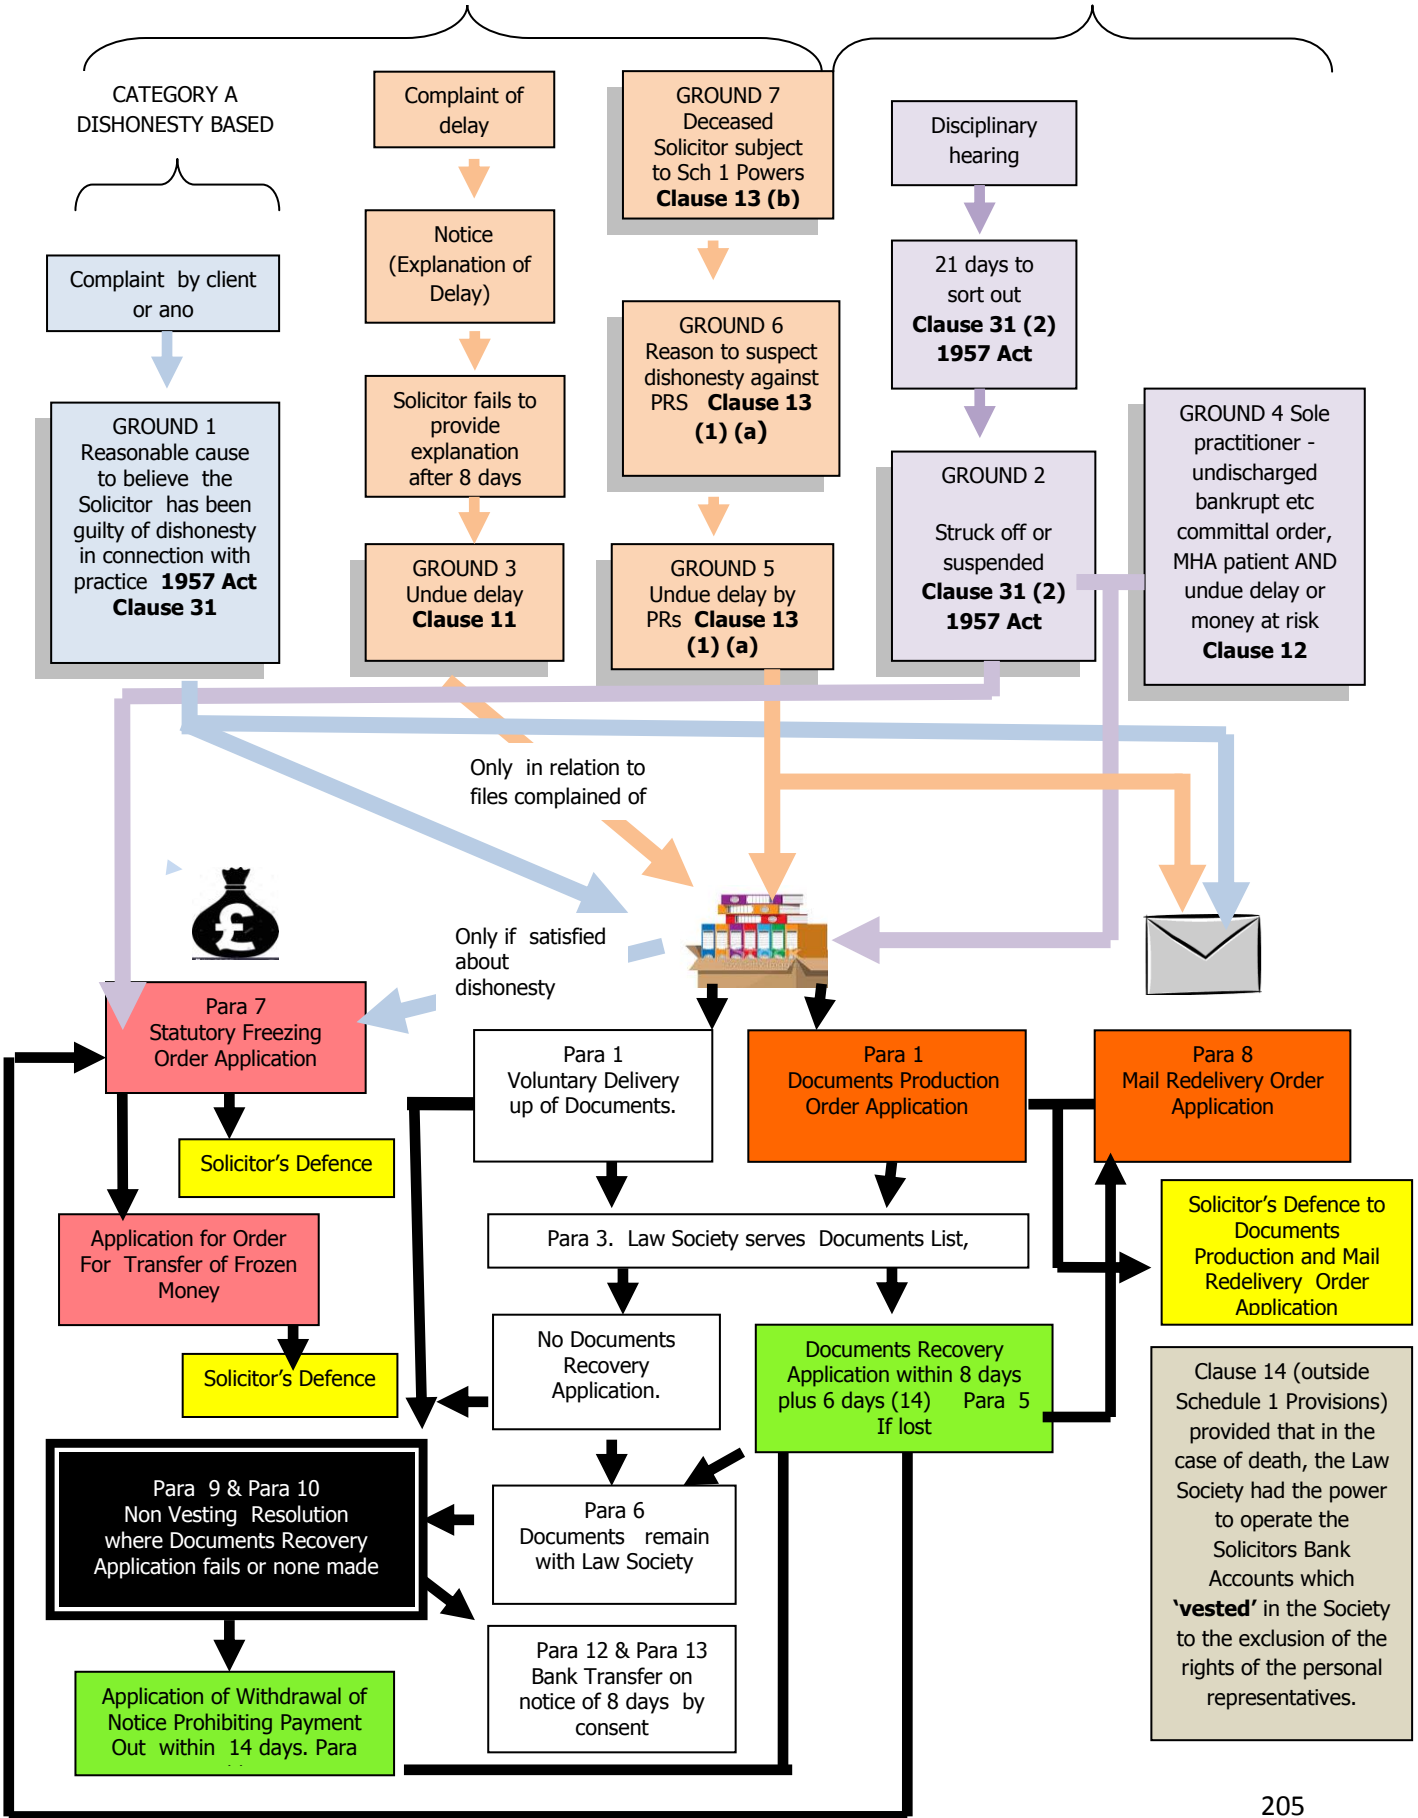 CATEGORY A
DISHONESTY BASED
Complaint by client
or ano
GROUND 1
Reasonable cause
to believe the
Solicitor has been
guilty of dishonesty
in connection with
practice 1957 Act
Clause 31
Complaint of
delay
Notice
(Explanation of
Delay)
Solicitor fails to
provide
explanation
after 8 days
GROUND 3
Undue delay
Clause 11
GROUND 7
Deceased
Solicitor subject
to Sch 1 Powers
Clause 13 (b)
GROUND 6
Reason to suspect
dishonesty against
PRS Clause 13
(1) (a)
GROUND 5
Undue delay by
PRs Clause 13
(1) (a)
Disciplinary
hearing
21 days to
sort out
Clause 31 (2)
1957 Act
GROUND 2
Struck off or
suspended
Clause 31 (2)
1957 Act
GROUND 4 Sole
practitioner -
undischarged
bankrupt etc
committal order,
MHA patient AND
undue delay or
money at risk
Clause 12
Only in relation to
files complained of
£
Only if satisfied
about
dishonesty
Para 7
Statutory Freezing
Order Application
Solicitor's Defence
Application for Order
For Transfer of Frozen
Money
Solicitor's Defence
Para 1
Voluntary Delivery
up of Documents.
Para 1
Documents Production
Order Application
Para 8
Mail Redelivery Order
Application
Para 3. Law Society serves Documents List,
Solicitor's Defence to
Documents
Production and Mail
Redelivery Order
Application
No Documents
Recovery
Application.
Documents Recovery
Application within 8 days
plus 6 days (14) Para 5
If lost
Para 9 & Para 10
Non Vesting Resolution
where Documents Recovery
Application fails or none made
Para 6
Documents remain
with Law Society
Para 12 & Para 13
Bank Transfer on
notice of 8 days by
consent
Application of Withdrawal of
Notice Prohibiting Payment
Out within 14 days. Para
Clause 14 (outside
Schedule 1 Provisions)
provided that in the
case of death, the Law
Society had the power
to operate the
Solicitors Bank
Accounts which
‘vested’ in the Society
to the exclusion of the
rights of the personal
representatives.
205